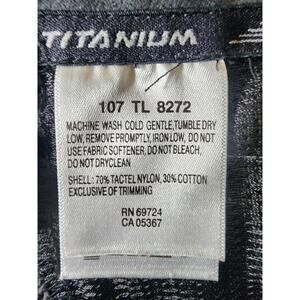 TITANIUM
107 TL 8272
MACHINE WASH COLD GENTLE,TUMBLE DRY
LOW, REMOVE PROMPTLY, IRON LOW, DO NOT
USE FABRIC SOFTENER, DO NOT BLEACH,
DO NOT DRYCLEAN
SHELL: 70% TACTEL NYLON, 30% COTTON
EXCLUSIVE OF TRIMMING
RN 69724
CA 05367